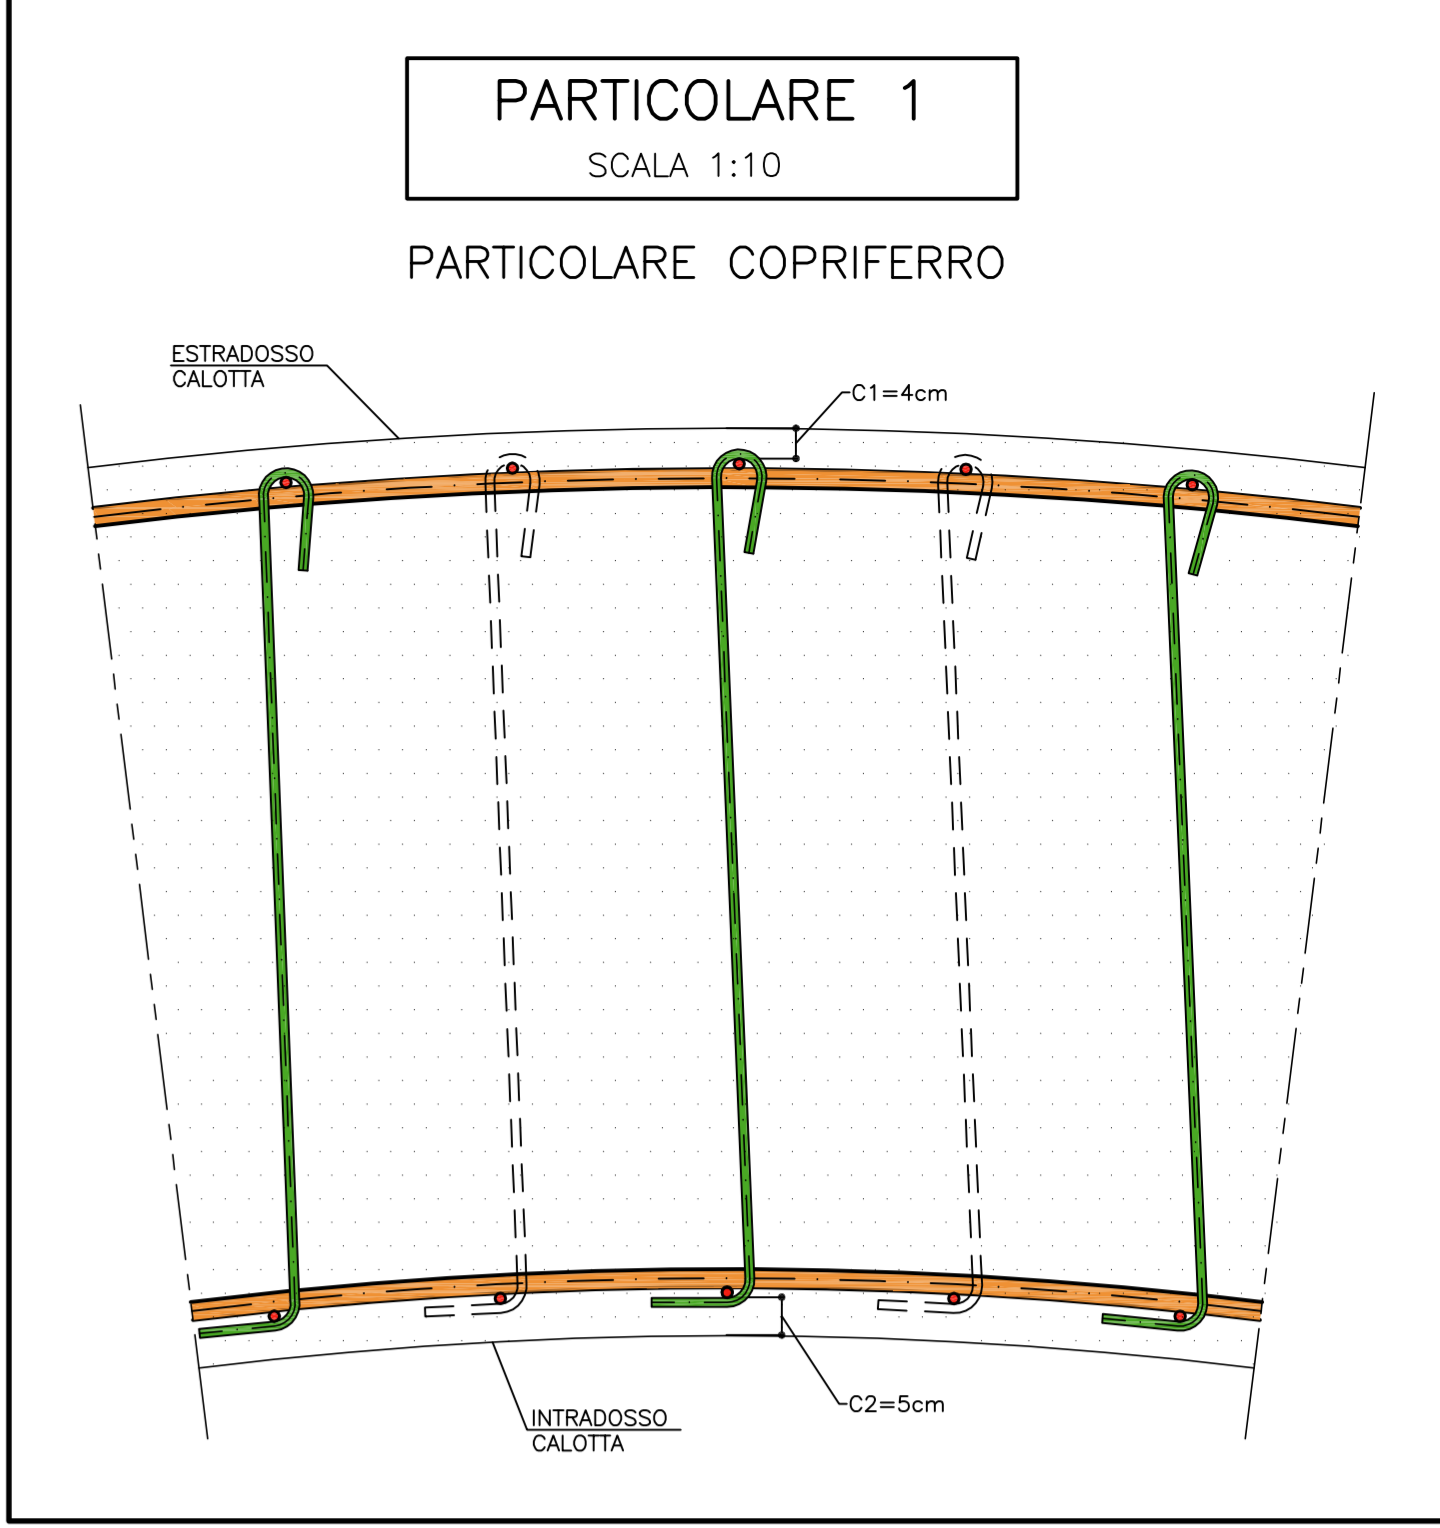 PARTICOLARE 1
SCALA 1:10
PARTICOLARE COPRIFERRO
ESTRADOSSO
CALOTTA
C1=4cm
C2=5cm
INTRADOSSO
CALOTTA